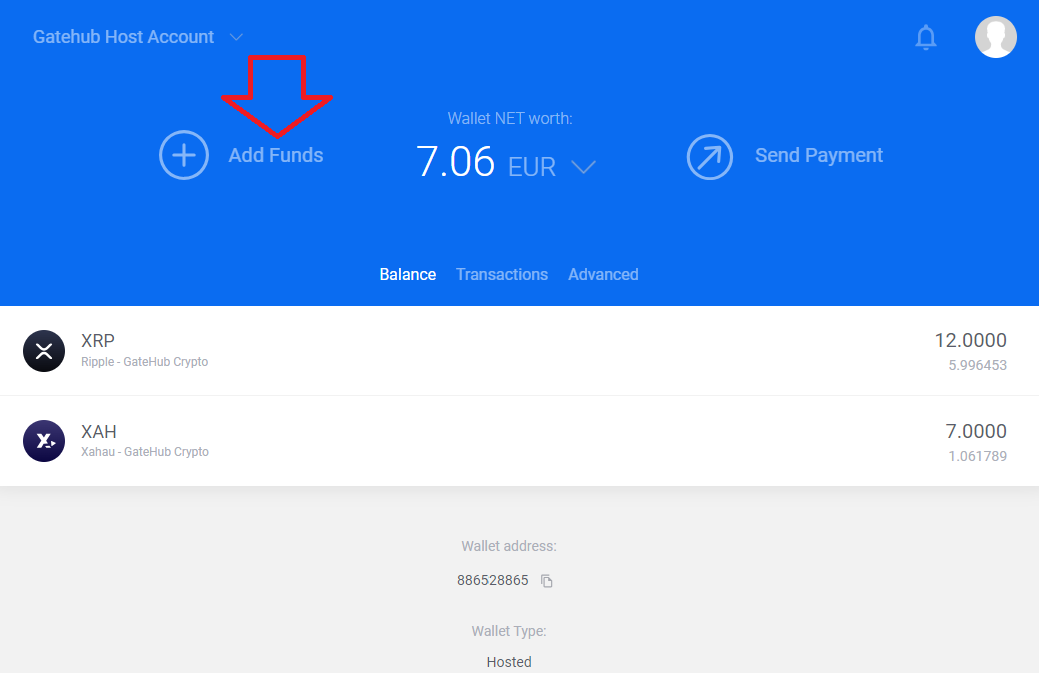 Gatehub Host Account
Add Funds
Wallet NET worth:
7.06 EUR
Send Payment
Balance Transactions Advanced
XRP
Ripple - GateHub Crypto
12.0000
5.996453
XAH
Xahau - GateHub Crypto
7.0000
1.061789
Wallet address:
886528865
Wallet Type:
Hosted